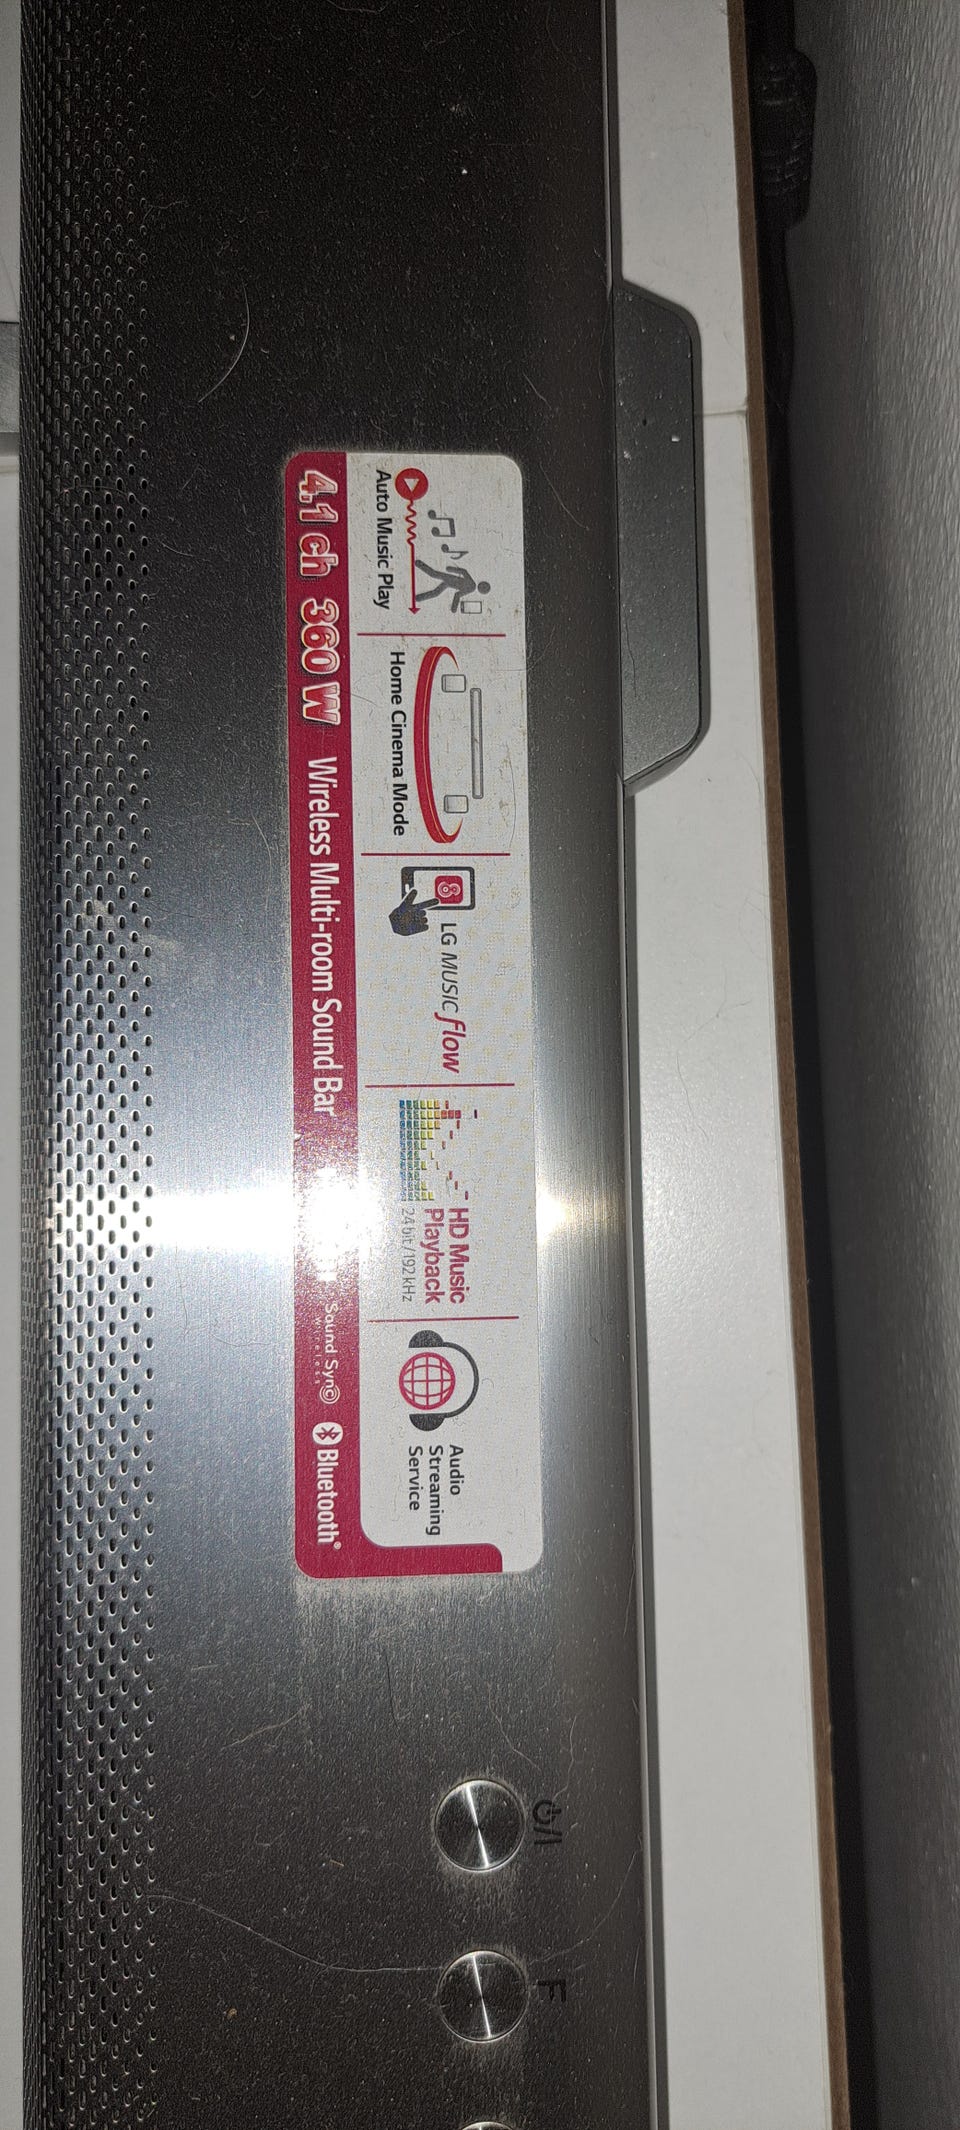 Auto Music Play
Home Cinema Mode
LG MUSIC flow
HD Music
Playback
24bit/192kHz
Audio
Streaming
Service
4.1 ch 360 W Wireless Multi-room Sound Bar
Sound Sync
wireless
Bluetooth®
F